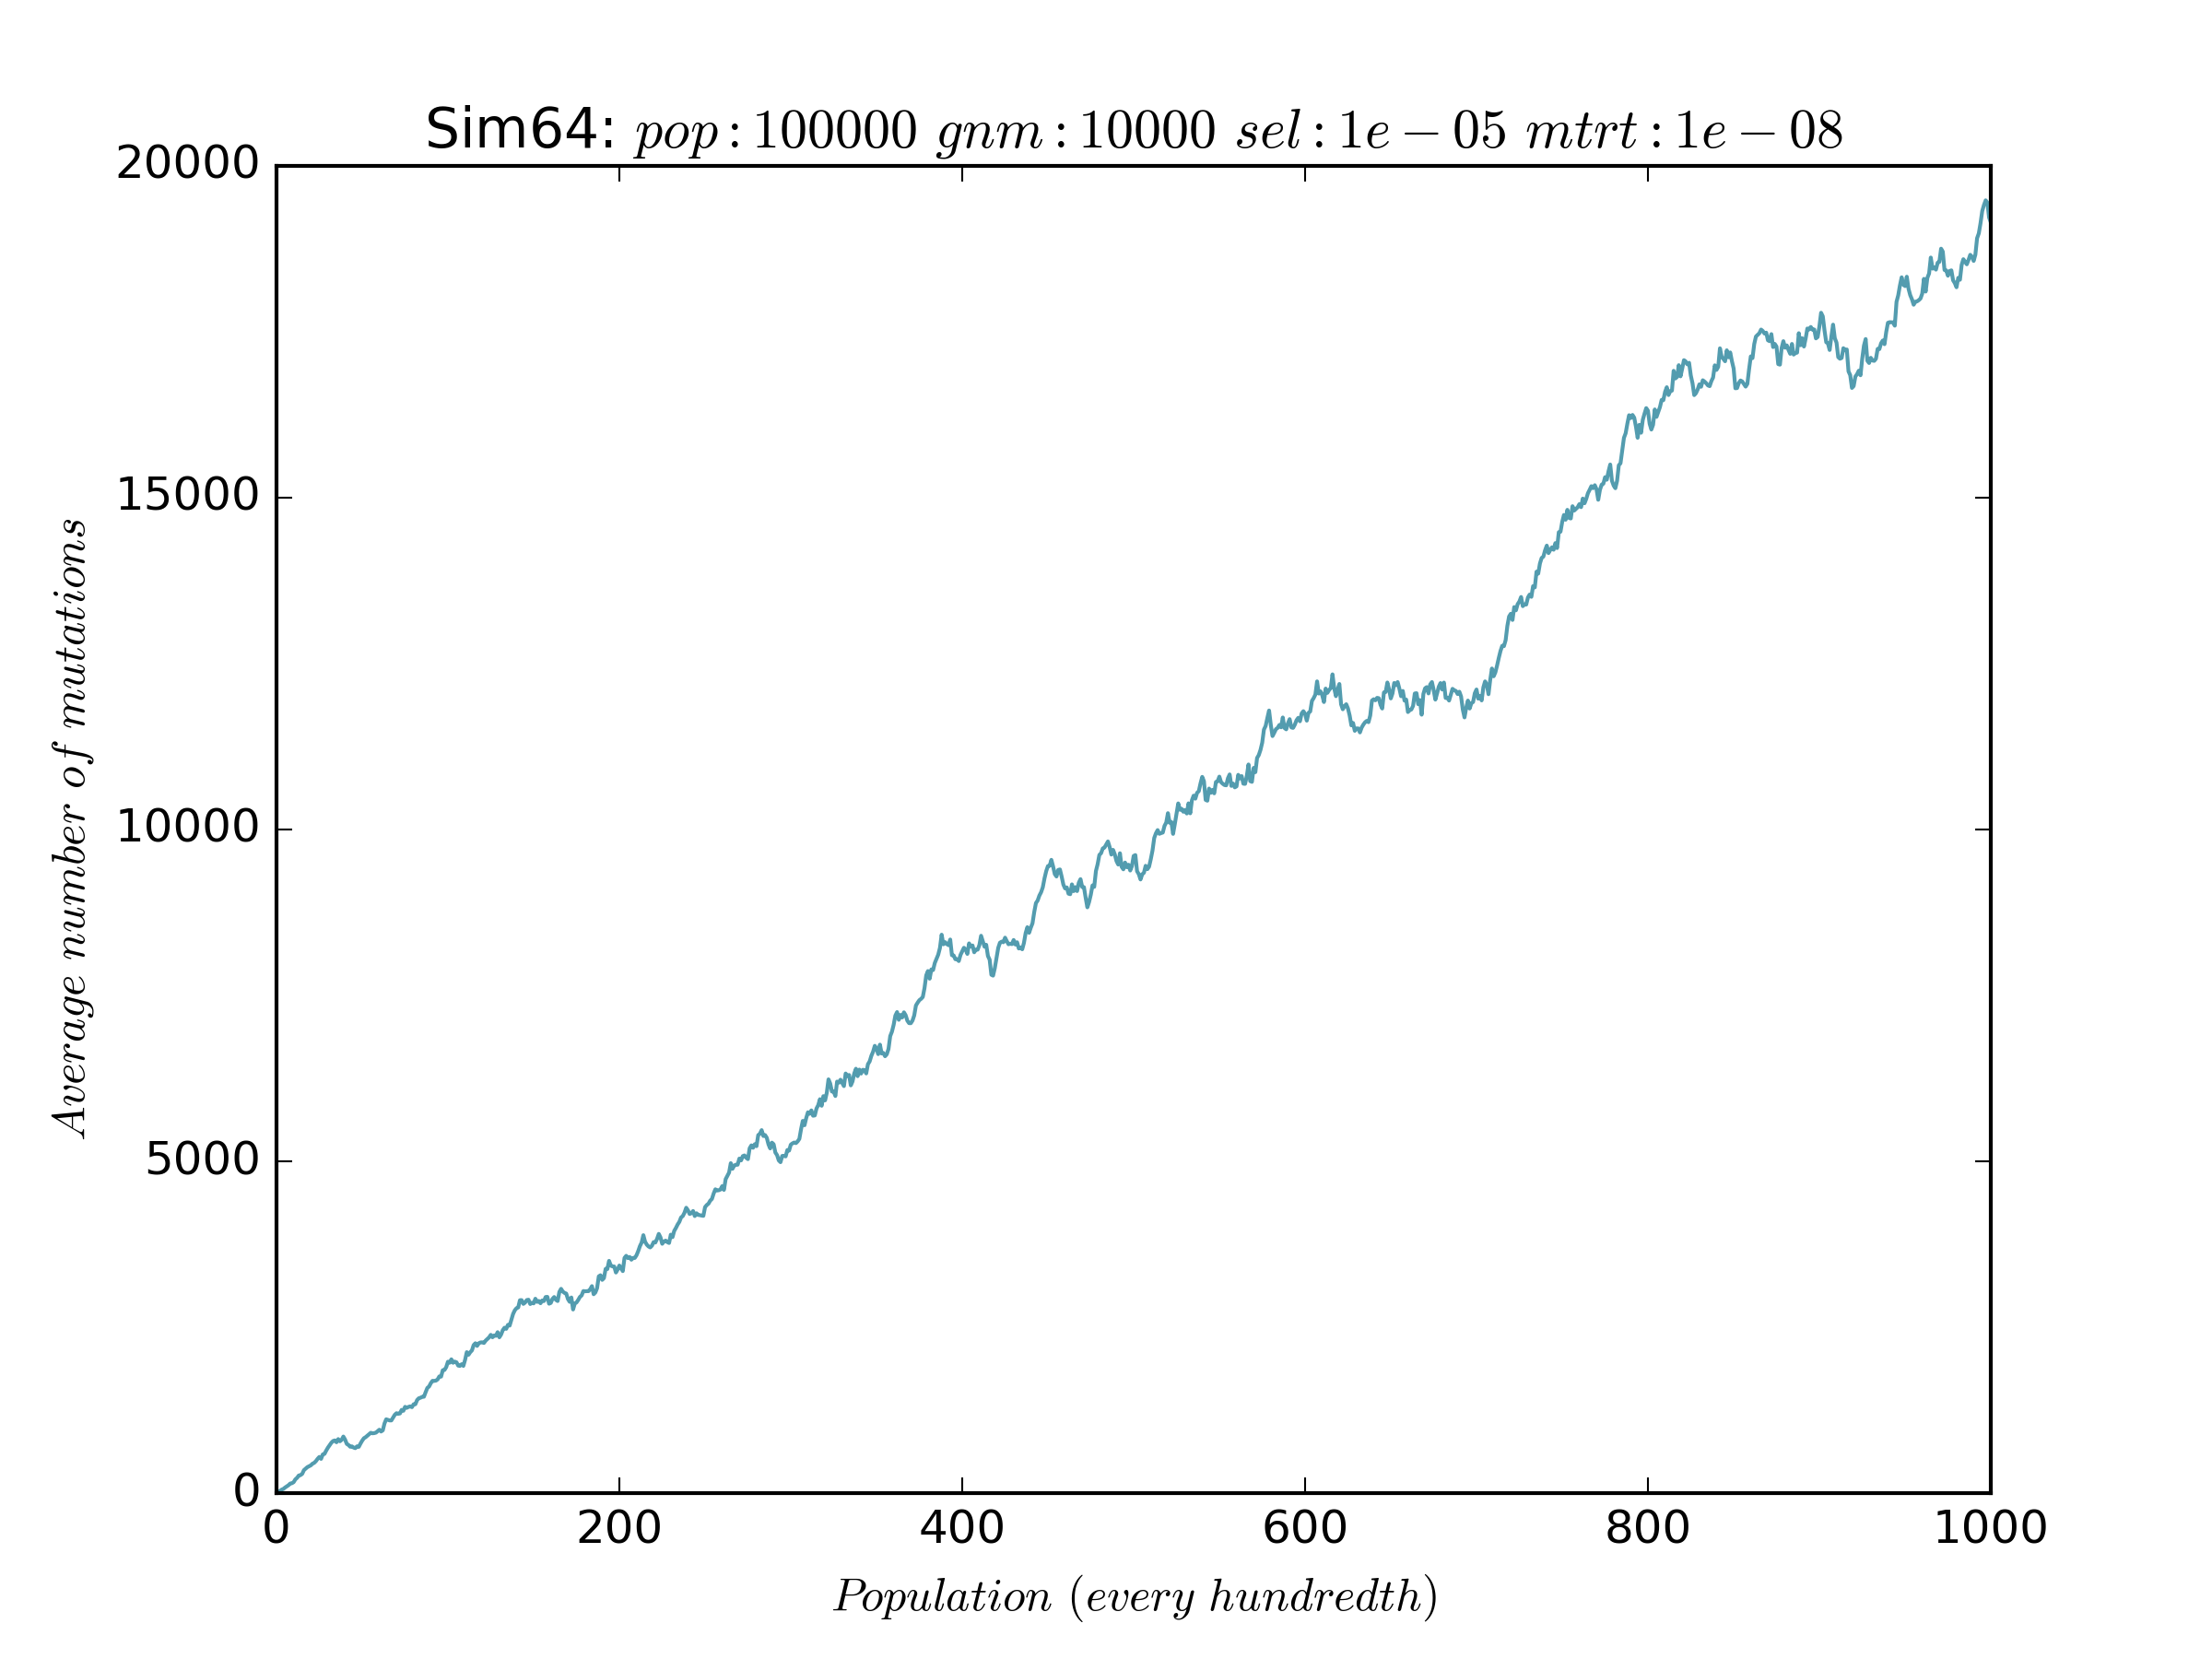 Sim64: pop : 100000 gnm : 10000 sel : 1e − 05 mtrt : 1e − 08
20000
15000
10000
5000
0
Average number of mutations
0 200 400 600 800 1000
Population (every hundredth)